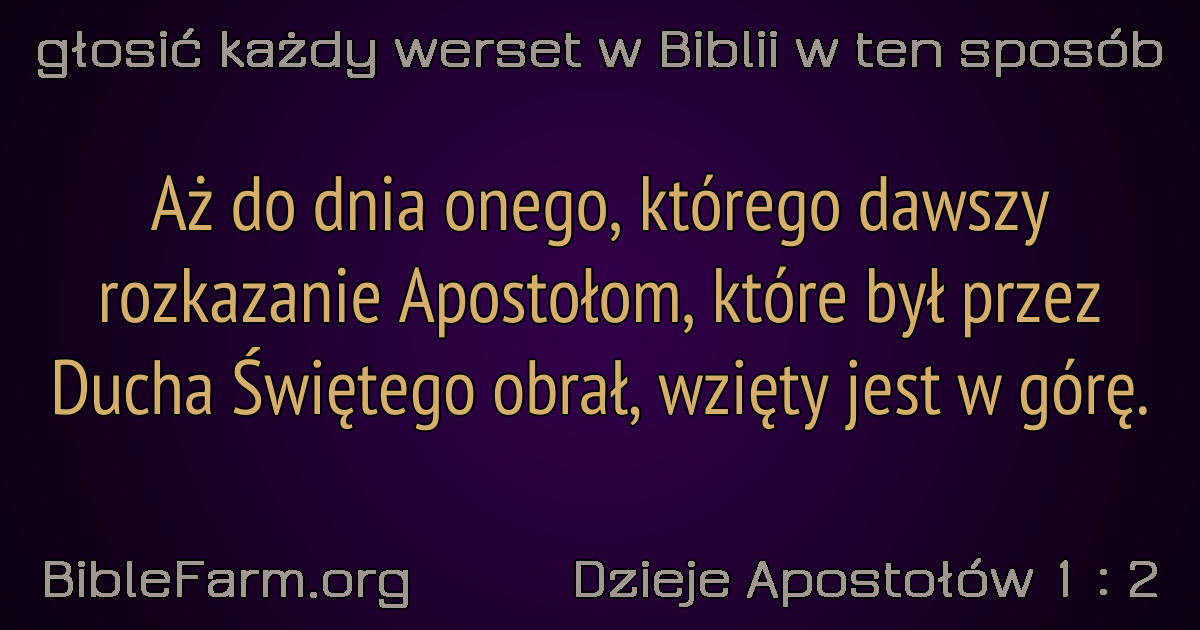 głosić każdy werset w Biblii w ten sposób
Aż do dnia onego, którego dawszy
rozkazanie Apostołom, które był przez
Ducha Świętego obrał, wzięty jest w górę.
BibleFarm.org
Dzieje Apostołów 1 : 2